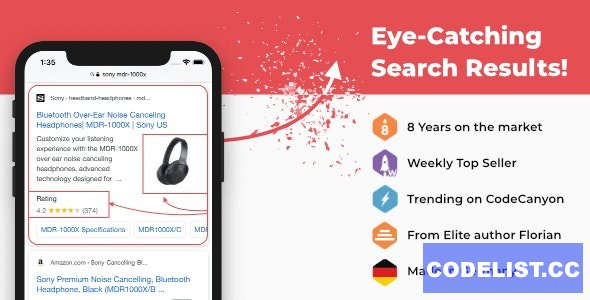 Eye-Catching
Search Results!
8 Years on the market
Weekly Top Seller
Trending on CodeCanyon
From Elite author Florian
CODELIST.CC
1:35
sony mdr-1000x
Sony › headband-headphones › md...
Bluetooth Over-Ear Noise Canceling
Headphones| MDR-1000X | Sony US
Customize your listening
experience with the MDR-1000X
over ear noise canceling
headphones, advanced
technology designed for ...
Rating
4.2 ★★★★★ (374)
MDR-1000X Specifications
MDR1000X/C
MDR-
Amazon.com › Sony-Canceling-Bl...
Sony Premium Noise Cancelling, Bluetooth
Headphone, Black (MDR1000X/B ...
8
TW